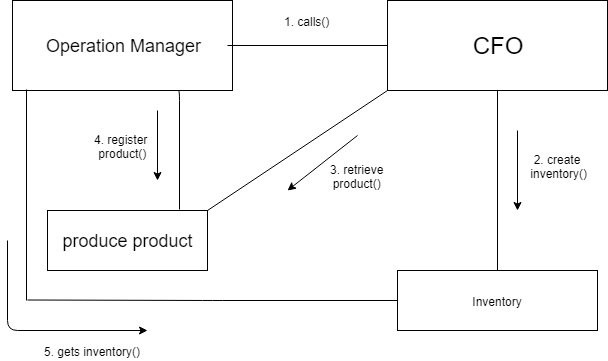 1. calls()
Operation Manager
CFO
4. register
product()
3. retrieve
product()
2. create
inventory()
produce product
Inventory
5. gets inventory()